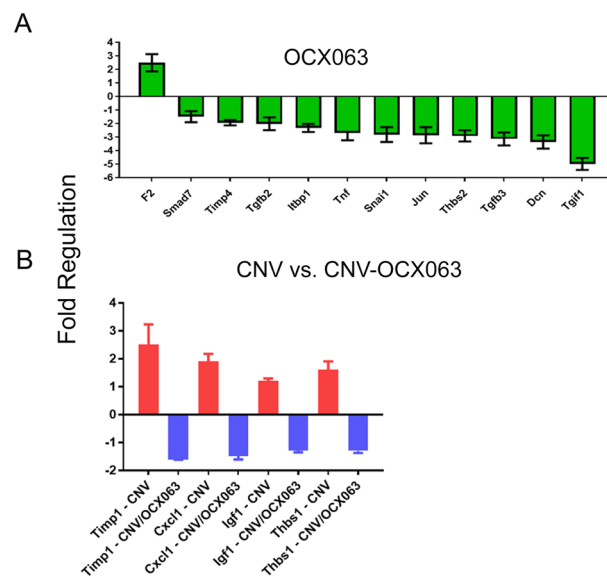 A
OCX063
4
3
2
1
0
-1
-2
-3
-4
-5
-6
F2
Smad7
Timp4
Tgfb2
Itbp1
Tnf
Snai1
Jun
Thbs2
Tgfb3
Dcn
Tgif1
Fold Regulation
B
CNV vs. CNV-OCX063
4
3
2
1
0
-1
-2
Timp1 - CNV
Timp1 - CNV/OCX063
Cxcl1 - CNV
Cxcl1 - CNV/OCX063
Igf1 - CNV
Igf1 - CNV/OCX063
Thbs1 - CNV
Thbs1 - CNV/OCX063